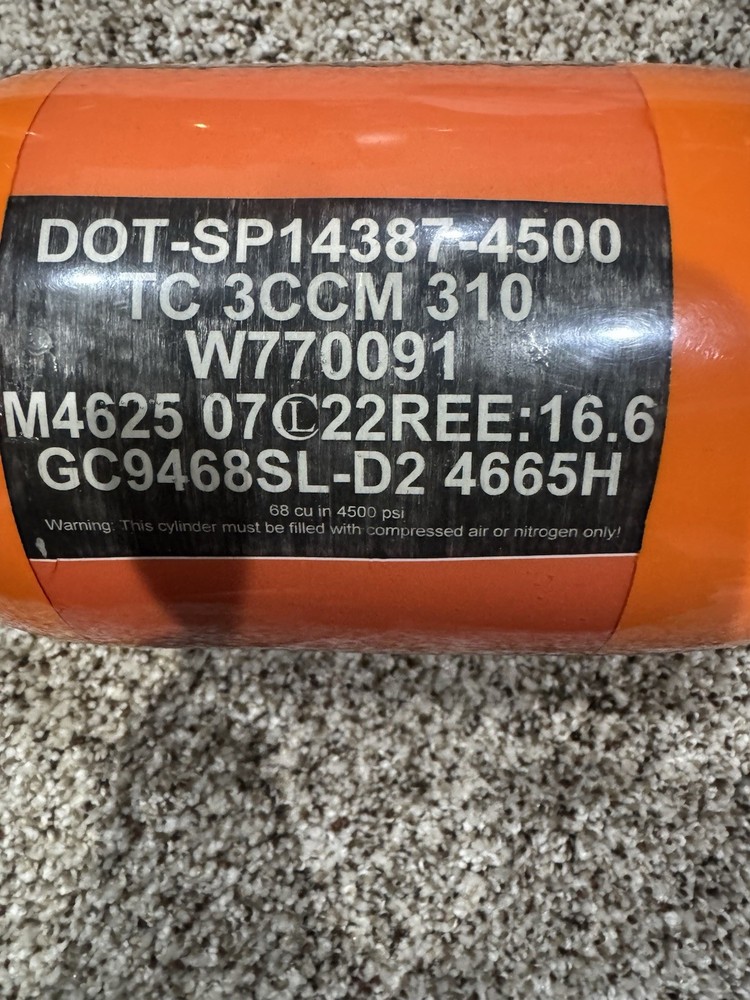 DOT-SP14387-4500
TC 3CCM 310
W770091
M4625 07CL22REE:16.6
GC9468SL-D2 4665H
68 cu in 4500 psi
Warning: This cylinder must be filled with compressed air or nitrogen only!